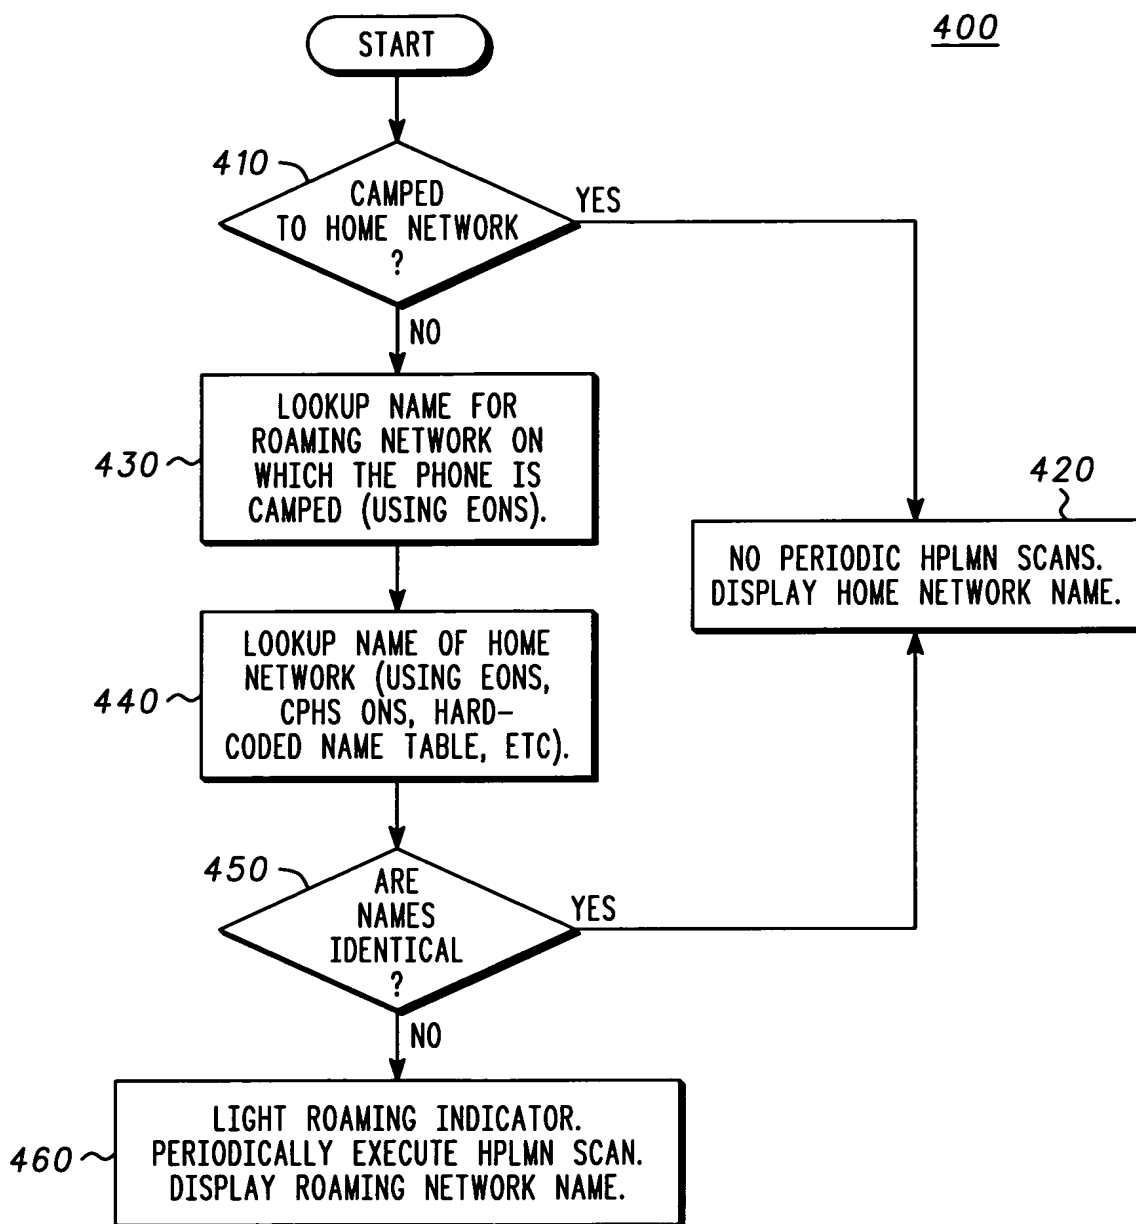 400
START
410
CAMPED
TO HOME NETWORK
?
YES
NO
LOOKUP NAME FOR
ROAMING NETWORK ON
WHICH THE PHONE IS
CAMPED (USING EONS).
430
420
NO PERIODIC HPLMN SCANS.
DISPLAY HOME NETWORK NAME.
LOOKUP NAME OF HOME
NETWORK (USING EONS,
CPHS ONS, HARD-
CODED NAME TABLE, ETC).
440
450
ARE
NAMES
IDENTICAL
?
YES
NO
LIGHT ROAMING INDICATOR.
PERIODICALLY EXECUTE HPLMN SCAN.
DISPLAY ROAMING NETWORK NAME.
460